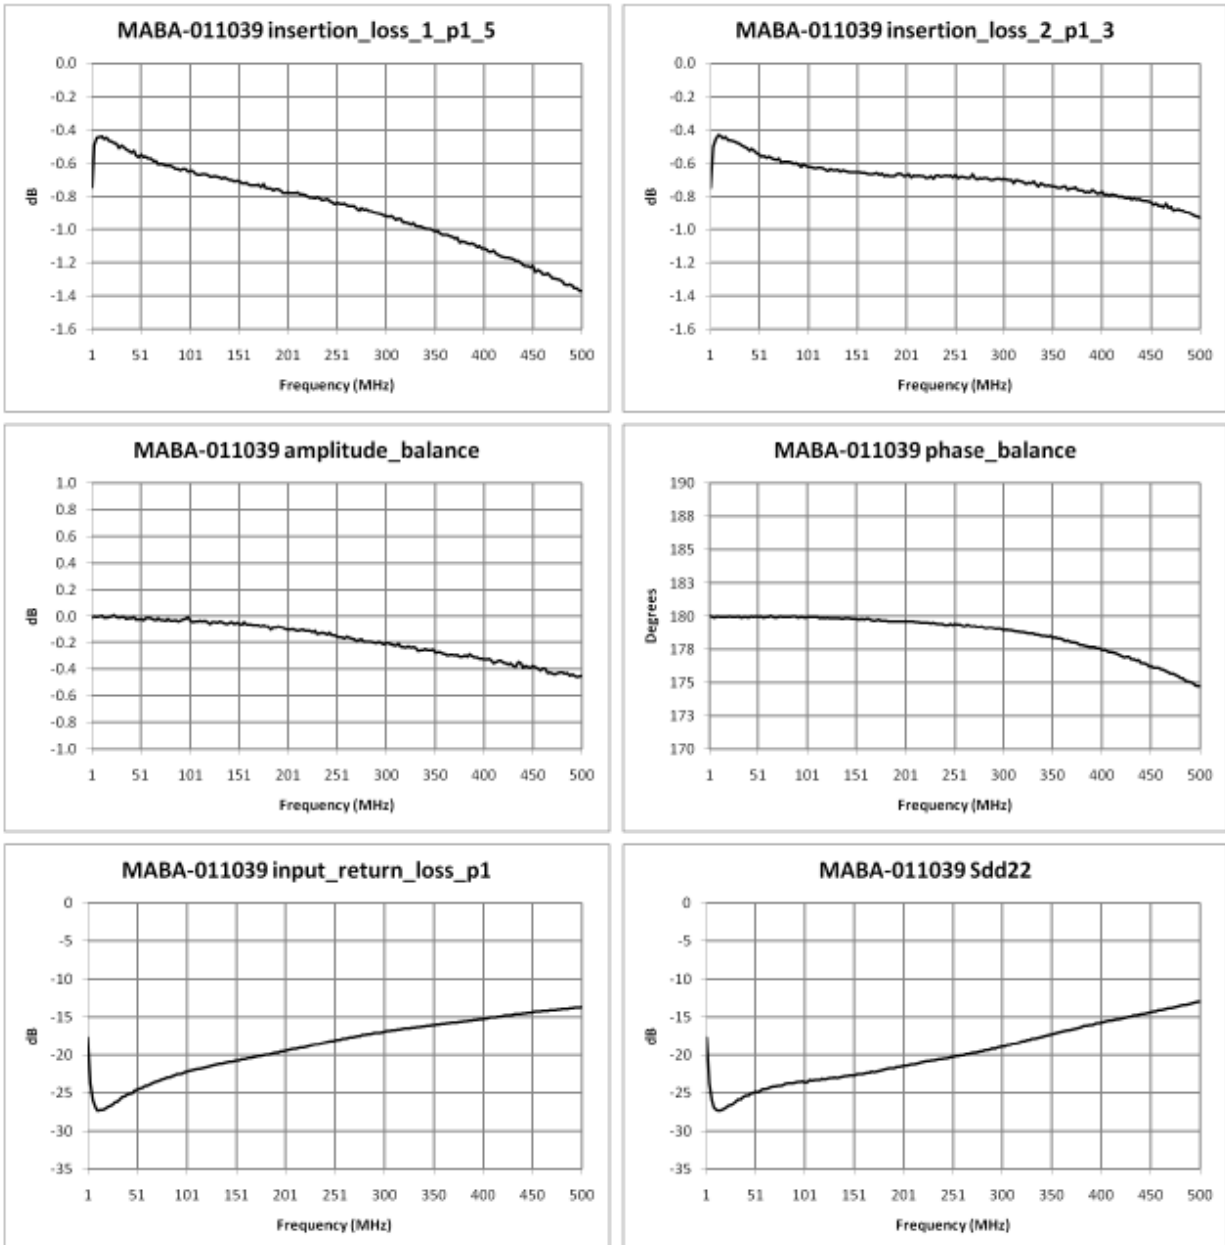 MABA-011039 insertion_loss_1_p1_5
0.0
-0.2
-0.4
-0.6
-0.8
-1.0
-1.2
-1.4
-1.6
dB
1 51 101 151 201 251 300 350 400 450 500
Frequency (MHz)
MABA-011039 insertion_loss_2_p1_3
0.0
-0.2
-0.4
-0.6
-0.8
-1.0
-1.2
-1.4
-1.6
dB
1 51 101 151 201 251 300 350 400 450 500
Frequency (MHz)
MABA-011039 amplitude_balance
1.0
0.8
0.6
0.4
0.2
0.0
-0.2
-0.4
-0.6
-0.8
-1.0
dB
1 51 101 151 201 251 300 350 400 450 500
Frequency (MHz)
MABA-011039 phase_balance
190
188
185
183
180
178
175
173
170
Degrees
1 51 101 151 201 251 300 350 400 450 500
Frequency (MHz)
MABA-011039 input_return_loss_p1
0
-5
-10
-15
-20
-25
-30
-35
dB
1 51 101 151 201 251 300 350 400 450 500
Frequency (MHz)
MABA-011039 Sdd22
0
-5
-10
-15
-20
-25
-30
-35
dB
1 51 101 151 201 251 300 350 400 450 500
Frequency (MHz)